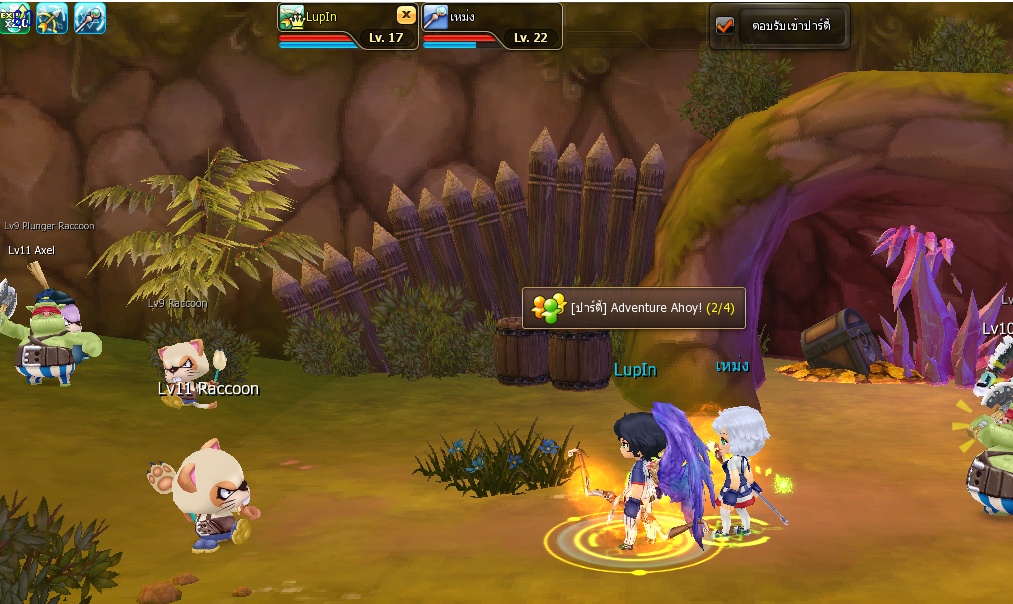 LupIn
เหม่ง
Lv. 17
Lv. 22
ตอบรับเข้าปาร์ตี้
Lv9 Plunger Raccoon
Lv11 Axel
Lv9 Raccoon
Lv11 Raccoon
[ปาร์ตี้] Adventure Ahoy! (2/4)
LupIn
เหม่ง
Lv10